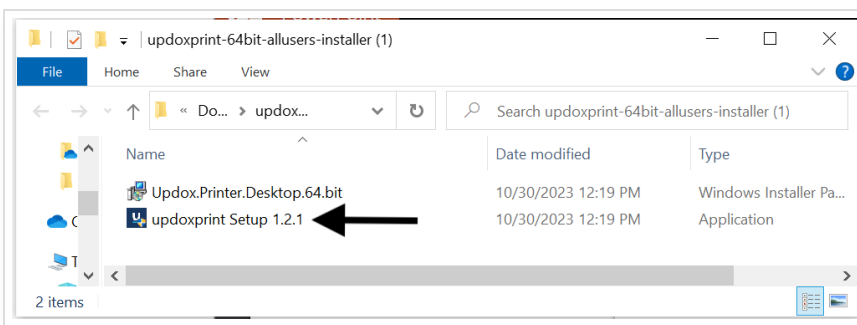 updoxprint-64bit-allusers-installer (1)
File Home Share View
« Do... > updox... Search updoxprint-64bit-allusers-installer (1)
Name Date modified Type
Updox.Printer.Desktop.64.bit 10/30/2023 12:19 PM Windows Installer Pa...
updoxprint Setup 1.2.1 10/30/2023 12:19 PM Application
2 items